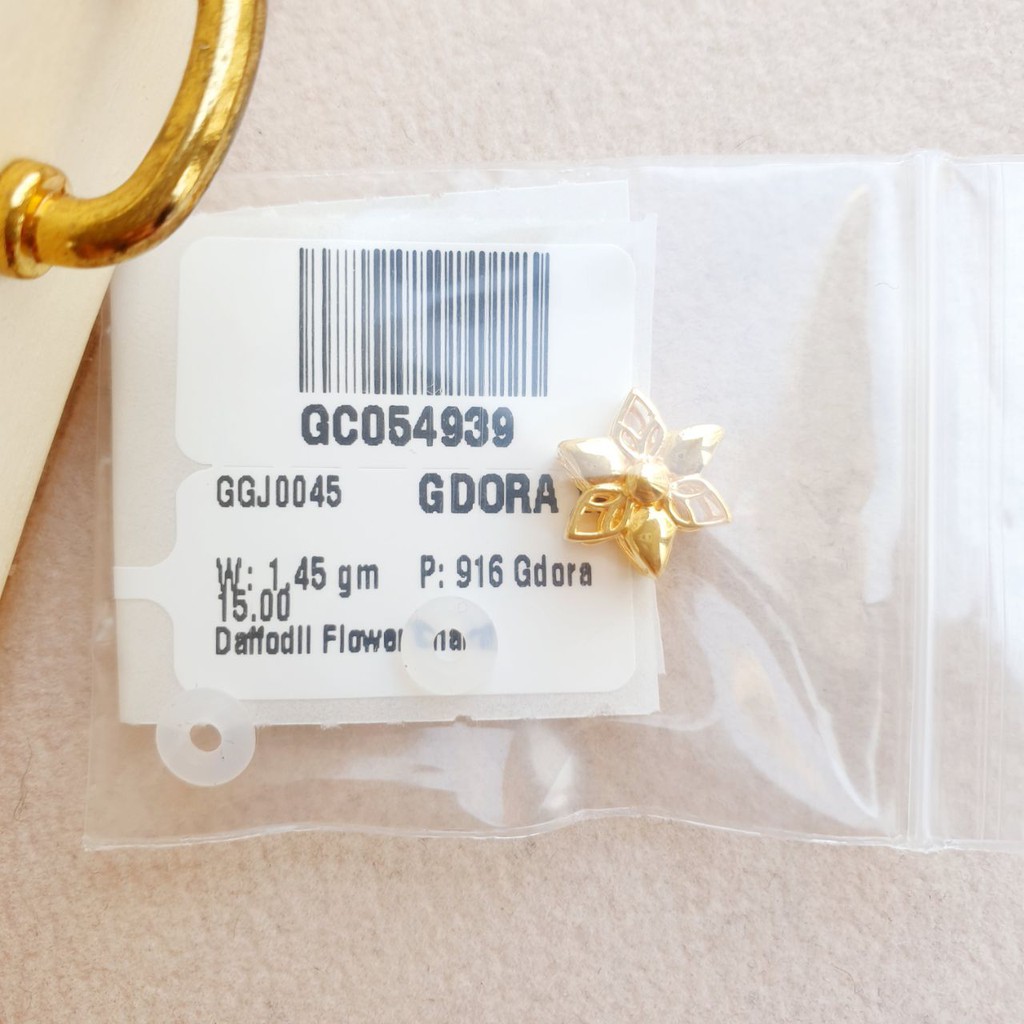 GC054939
GGJ0045 GDORA
W: 1.45 gm P: 916 Gdora
15.00
Daffodil Flower